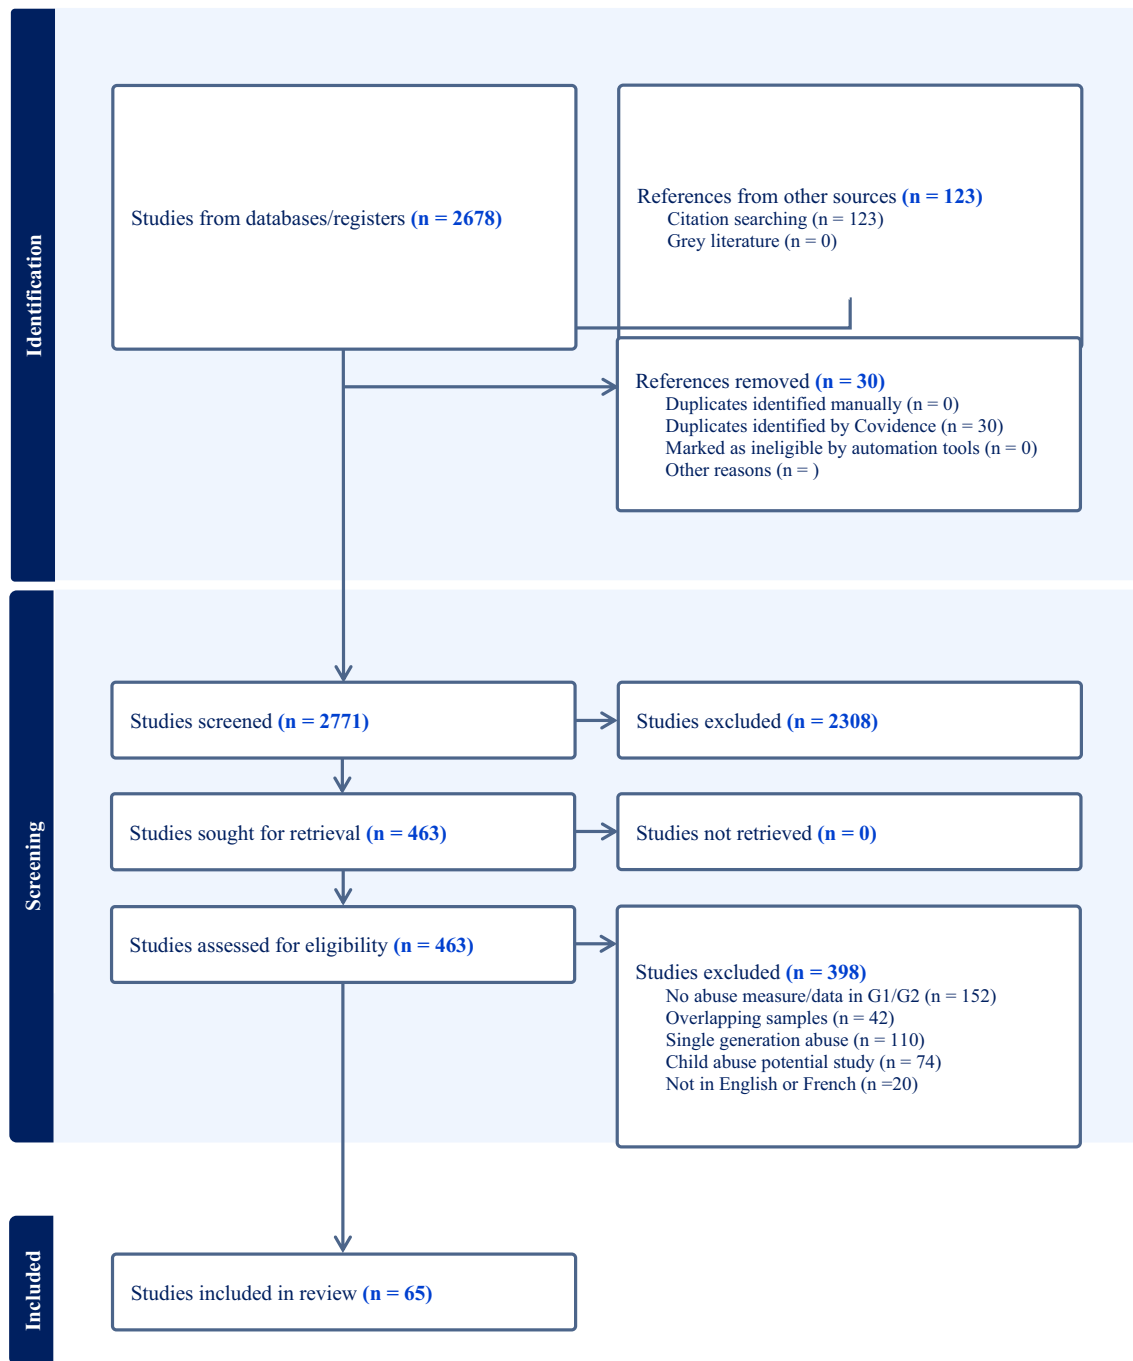 Identification
Studies from databases/registers (n = 2678)
References from other sources (n = 123)
Citation searching (n = 123)
Grey literature (n = 0)
References removed (n = 30)
Duplicates identified manually (n = 0)
Duplicates identified by Covidence (n = 30)
Marked as ineligible by automation tools (n = 0)
Other reasons (n = )
Screening
Studies screened (n = 2771)
Studies excluded (n = 2308)
Studies sought for retrieval (n = 463)
Studies not retrieved (n = 0)
Studies assessed for eligibility (n = 463)
Studies excluded (n = 398)
No abuse measure/data in G1/G2 (n = 152)
Overlapping samples (n = 42)
Single generation abuse (n = 110)
Child abuse potential study (n = 74)
Not in English or French (n =20)
Included
Studies included in review (n = 65)